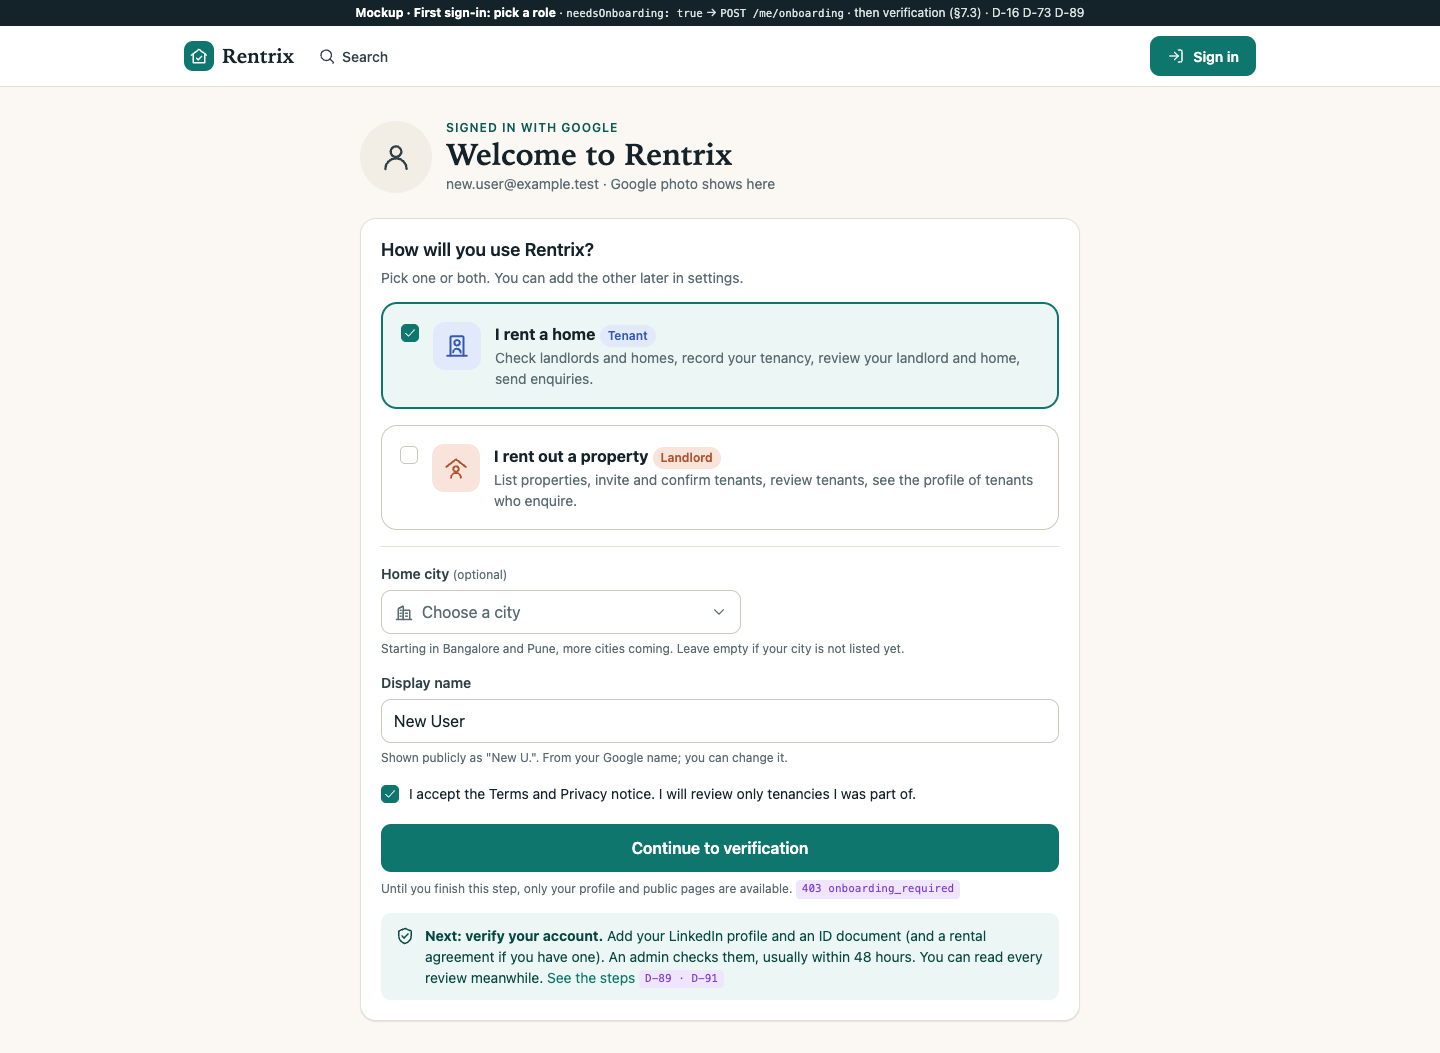 Mockup · First sign-in: pick a role · needsOnboarding: true → POST /me/onboarding · then verification (§7.3) · D-16 D-73 D-89
Rentrix
Search
Sign in
SIGNED IN WITH GOOGLE
Welcome to Rentrix
new.user@example.test · Google photo shows here
How will you use Rentrix?
Pick one or both. You can add the other later in settings.
I rent a home Tenant
Check landlords and homes, record your tenancy, review your landlord and home,
send enquiries.
I rent out a property Landlord
List properties, invite and confirm tenants, review tenants, see the profile of tenants
who enquire.
Home city (optional)
Choose a city
Starting in Bangalore and Pune, more cities coming. Leave empty if your city is not listed yet.
Display name
New User
Shown publicly as "New U.". From your Google name; you can change it.
I accept the Terms and Privacy notice. I will review only tenancies I was part of.
Continue to verification
Until you finish this step, only your profile and public pages are available. 403 onboarding_required
Next: verify your account. Add your LinkedIn profile and an ID document (and a rental
agreement if you have one). An admin checks them, usually within 48 hours. You can read every
review meanwhile. See the steps D-89 · D-91